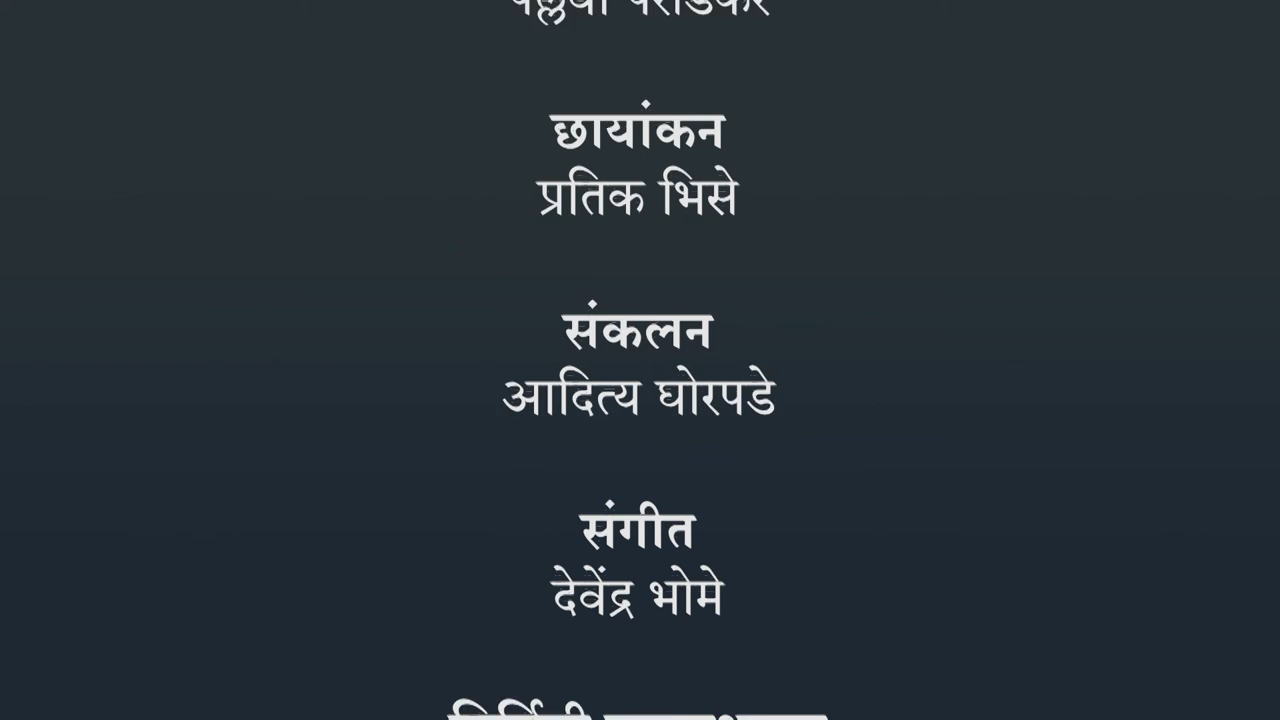 छायांकन
प्रतिक भिसे
संकलन
आदित्य घोरपडे
संगीत
देवेंद्र भोमे